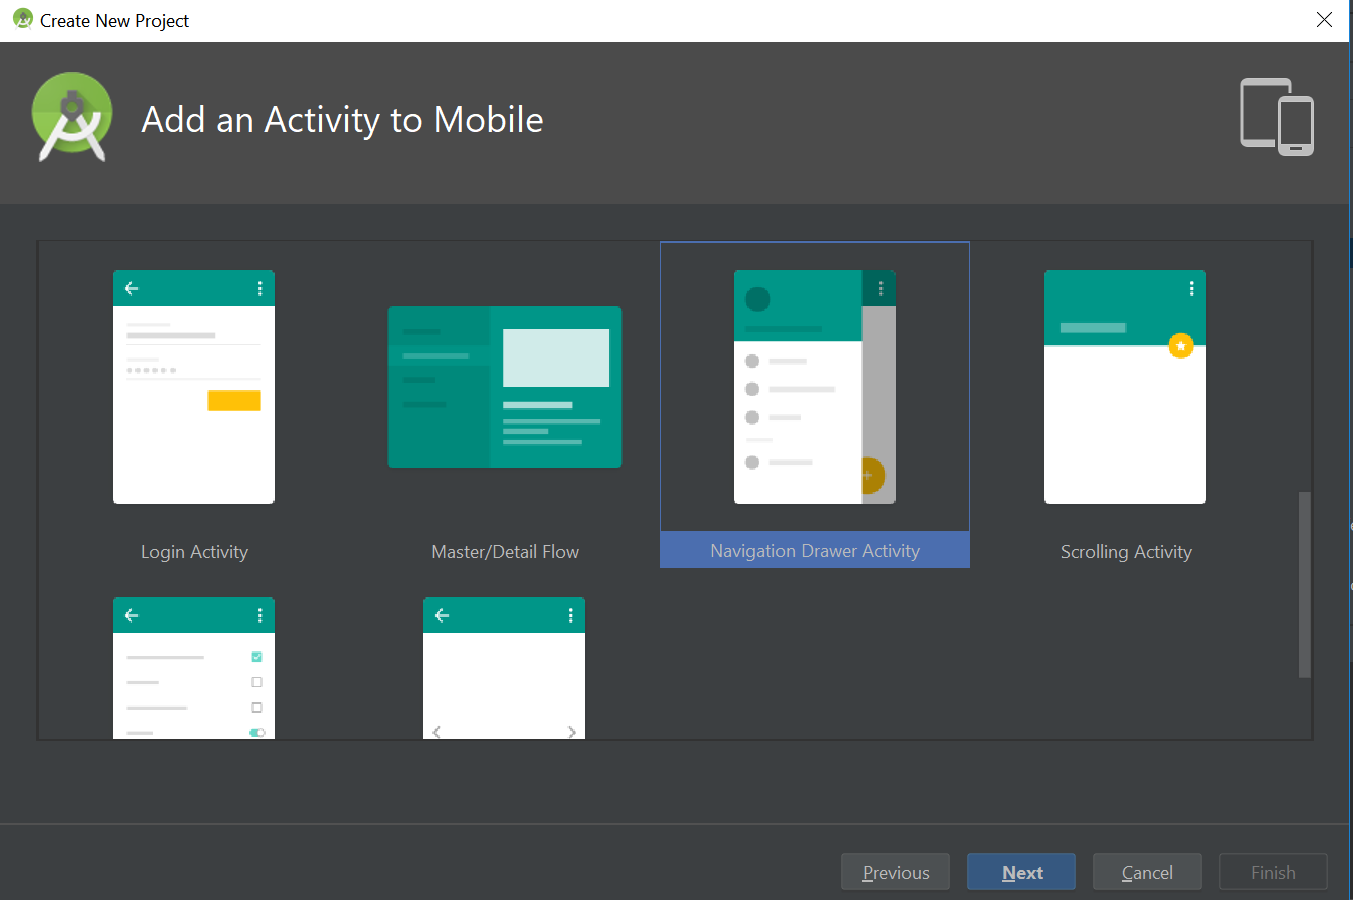 Create New Project
Add an Activity to Mobile
Login Activity
Master/Detail Flow
Navigation Drawer Activity
Scrolling Activity
Previous
Next
Cancel
Finish